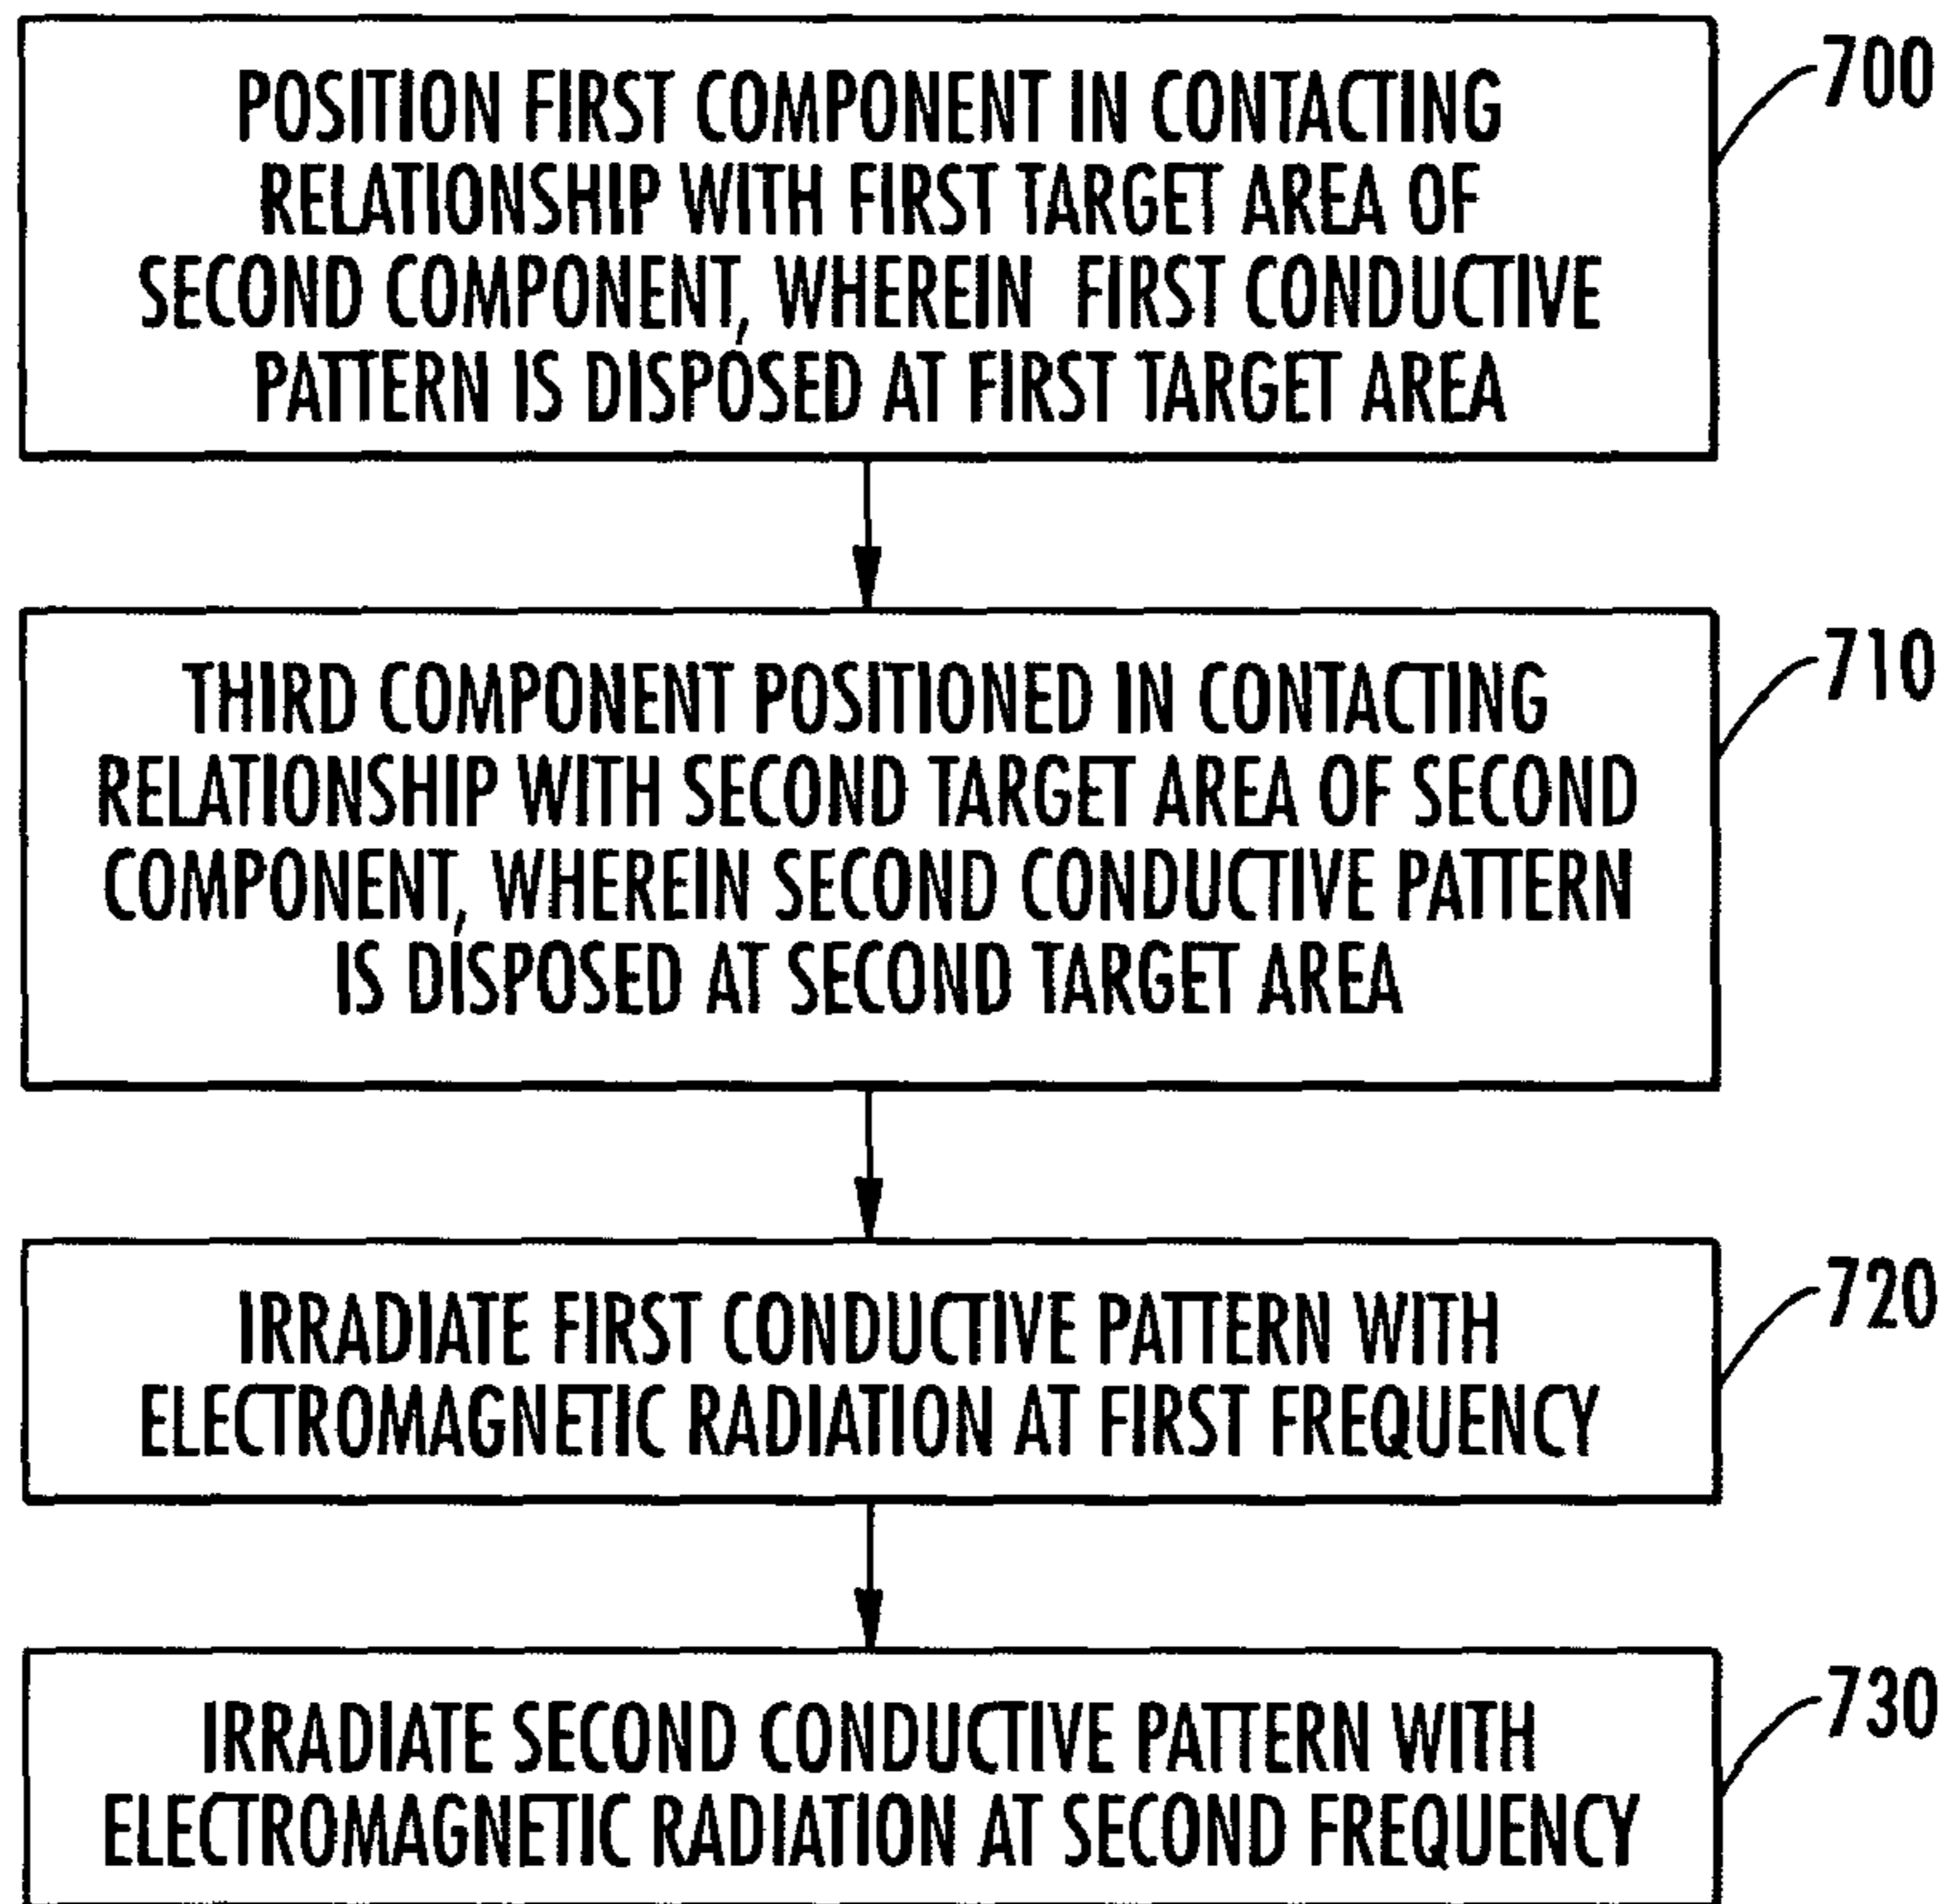 POSITION FIRST COMPONENT IN CONTACTING
RELATIONSHIP WITH FIRST TARGET AREA OF
SECOND COMPONENT, WHEREIN FIRST CONDUCTIVE
PATTERN IS DISPOSED AT FIRST TARGET AREA
700
THIRD COMPONENT POSITIONED IN CONTACTING
RELATIONSHIP WITH SECOND TARGET AREA OF SECOND
COMPONENT, WHEREIN SECOND CONDUCTIVE PATTERN
IS DISPOSED AT SECOND TARGET AREA
710
IRRADIATE FIRST CONDUCTIVE PATTERN WITH
ELECTROMAGNETIC RADIATION AT FIRST FREQUENCY
720
IRRADIATE SECOND CONDUCTIVE PATTERN WITH
ELECTROMAGNETIC RADIATION AT SECOND FREQUENCY
730